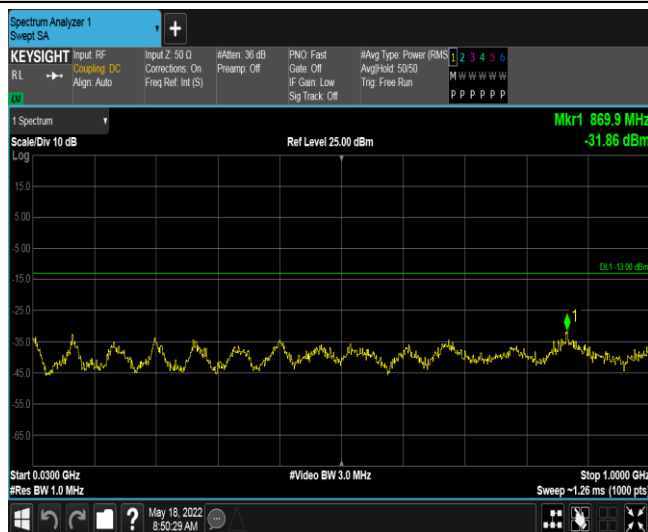 Spectrum Analyzer 1
Swept SA
KEYSIGHT
RL
Input: RF
Coupling: DC
Align: Auto
Input Z: 50 Ω
Corrections: On
Freq Ref: Int (S)
#Atten: 36 dB
Preamp: Off
PNO: Fast
Gate: Off
IF Gain: Low
Sig Track: Off
#Avg Type: Power (RMS
Avg|Hold: 50/50
Trig: Free Run
1 2 3 4 5 6
M W W W W W
P P P P P P
1 Spectrum
Mkr1 869.9 MHz
Scale/Div 10 dB
Ref Level 25.00 dBm
-31.86 dBm
Log
15.0
5.00
-5.00
DL1 -13.00 dBm
-15.0
-25.0
1
-35.0
-45.0
-55.0
-65.0
Start 0.0300 GHz
#Video BW 3.0 MHz
Stop 1.0000 GHz
#Res BW 1.0 MHz
Sweep ~1.26 ms (1000 pts)
?
May 18, 2022
8:50:29 AM